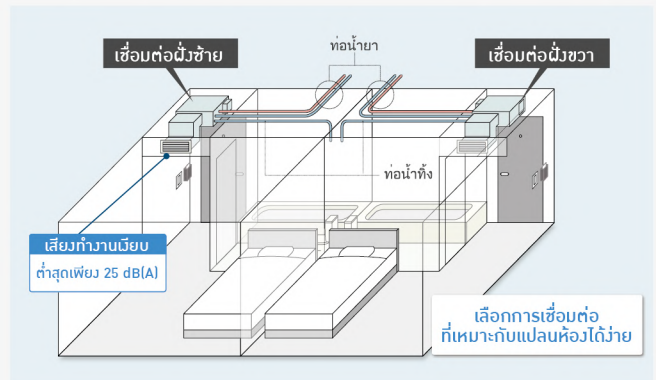 ท่อน้ำยา
เชื่อมต่อฝั่งซ้าย
เชื่อมต่อฝั่งขวา
ท่อน้ำทิ้ง
เสียงทำงานเงียบ
ต่ำสุดเพียง 25 dB(A)
เลือกการเชื่อมต่อ
ที่เหมาะกับแปลนห้องได้ง่าย